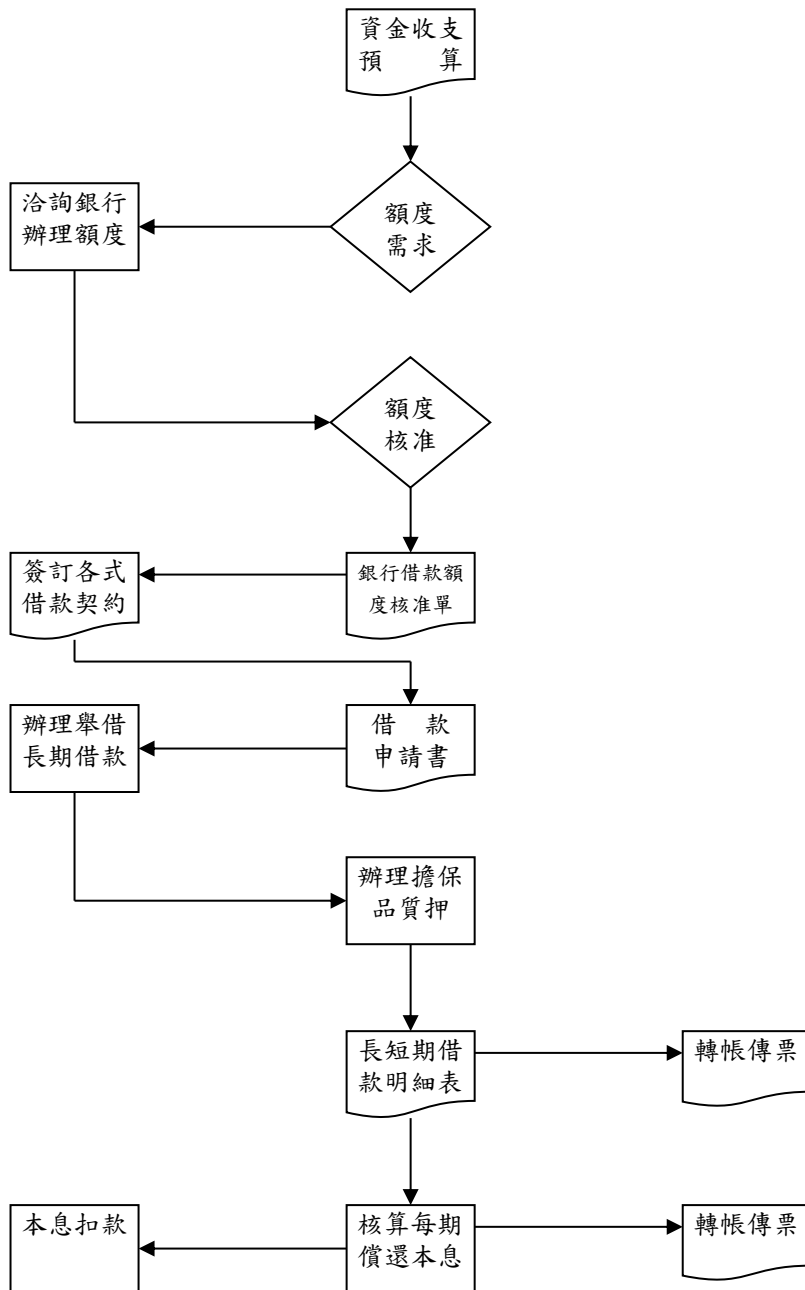 資金收支
預　　算
洽詢銀行
辦理額度
額度
需求
額度
核准
簽訂各式
借款契約
銀行借款額
度核准單
辦理舉借
長期借款
借　款
申請書
辦理擔保
品質押
長短期借
款明細表
轉帳傳票
本息扣款
核算每期
償還本息
轉帳傳票